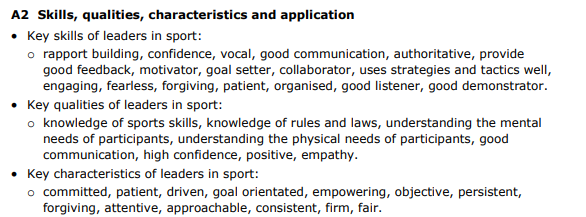 A2 Skills, qualities, characteristics and application
• Key skills of leaders in sport:
o rapport building, confidence, vocal, good communication, authoritative, provide
good feedback, motivator, goal setter, collaborator, uses strategies and tactics well,
engaging, fearless, forgiving, patient, organised, good listener, good demonstrator.
• Key qualities of leaders in sport:
o knowledge of sports skills, knowledge of rules and laws, understanding the mental
needs of participants, understanding the physical needs of participants, good
communication, high confidence, positive, empathy.
• Key characteristics of leaders in sport:
o committed, patient, driven, goal orientated, empowering, objective, persistent,
forgiving, attentive, approachable, consistent, firm, fair.